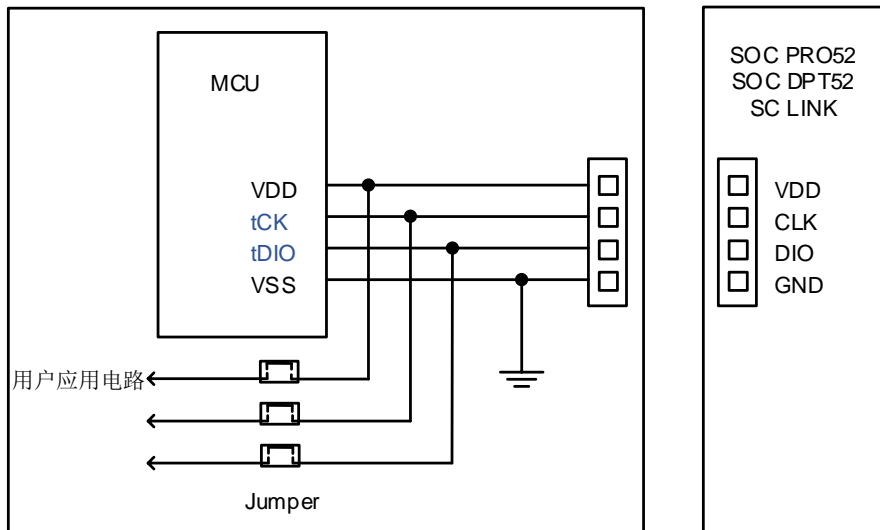 MCU
VDD
tCK
tDIO
VSS
用户应用电路
Jumper
SOC PRO52
SOC DPT52
SC LINK
VDD
CLK
DIO
GND